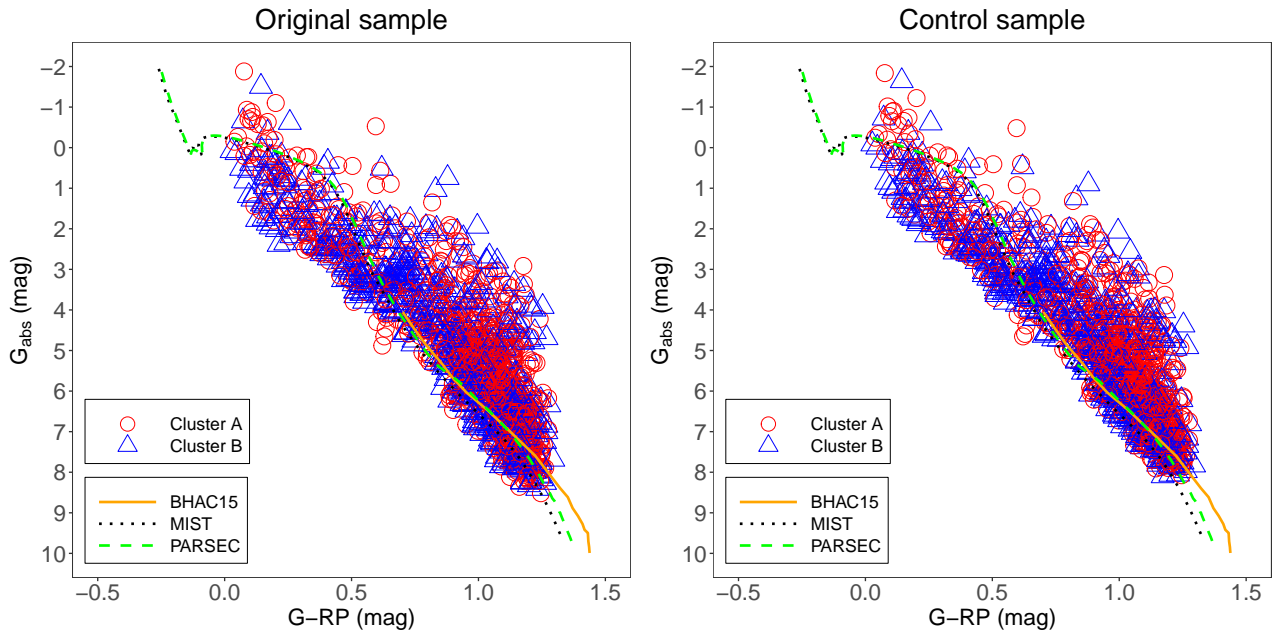 Original sample
−2
−1
0
1
2
3
4
5
6
7
8
9
10
G_abs (mag)
Cluster A
Cluster B
BHAC15
MIST
PARSEC
−0.5 0.0 0.5 1.0 1.5
G−RP (mag)
Control sample
−2
−1
0
1
2
3
4
5
6
7
8
9
10
G_abs (mag)
Cluster A
Cluster B
BHAC15
MIST
PARSEC
−0.5 0.0 0.5 1.0 1.5
G−RP (mag)